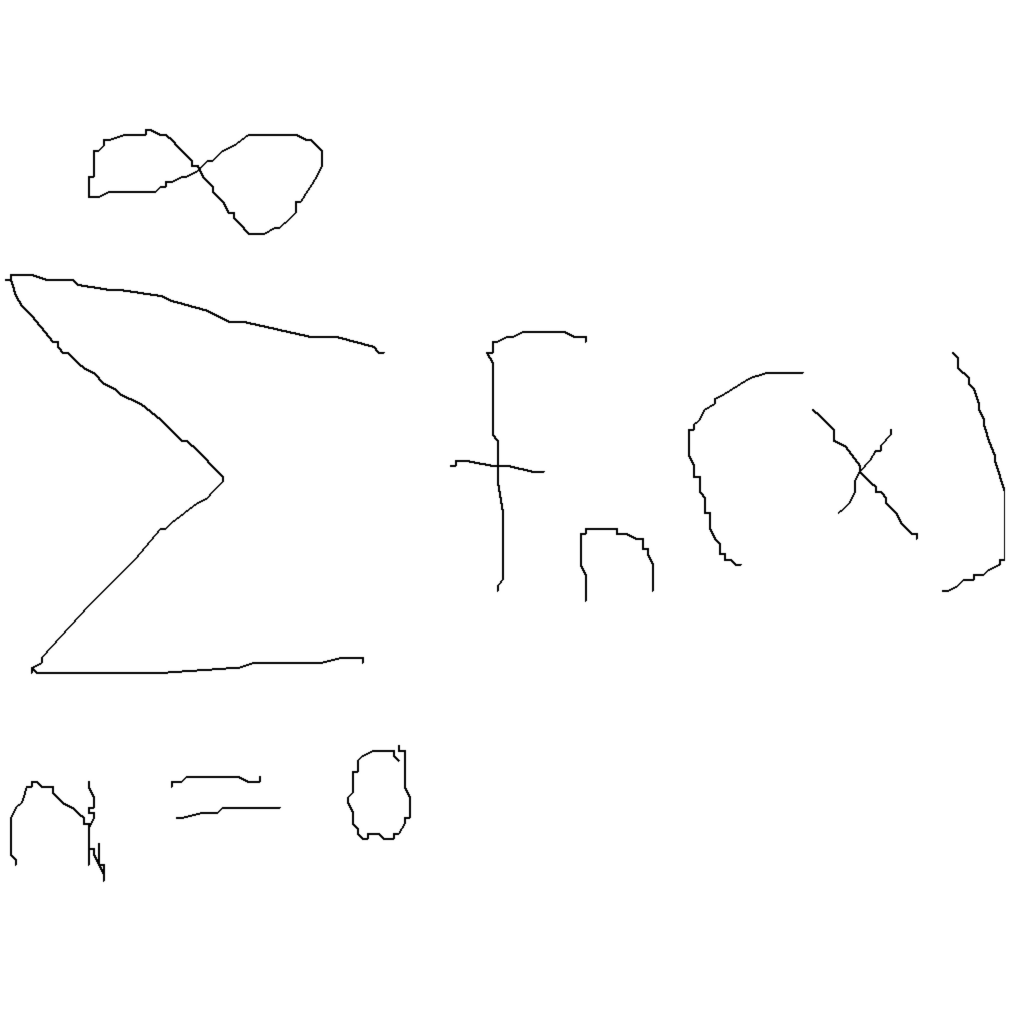 ∞
∑ fₙ(x)
n = 0